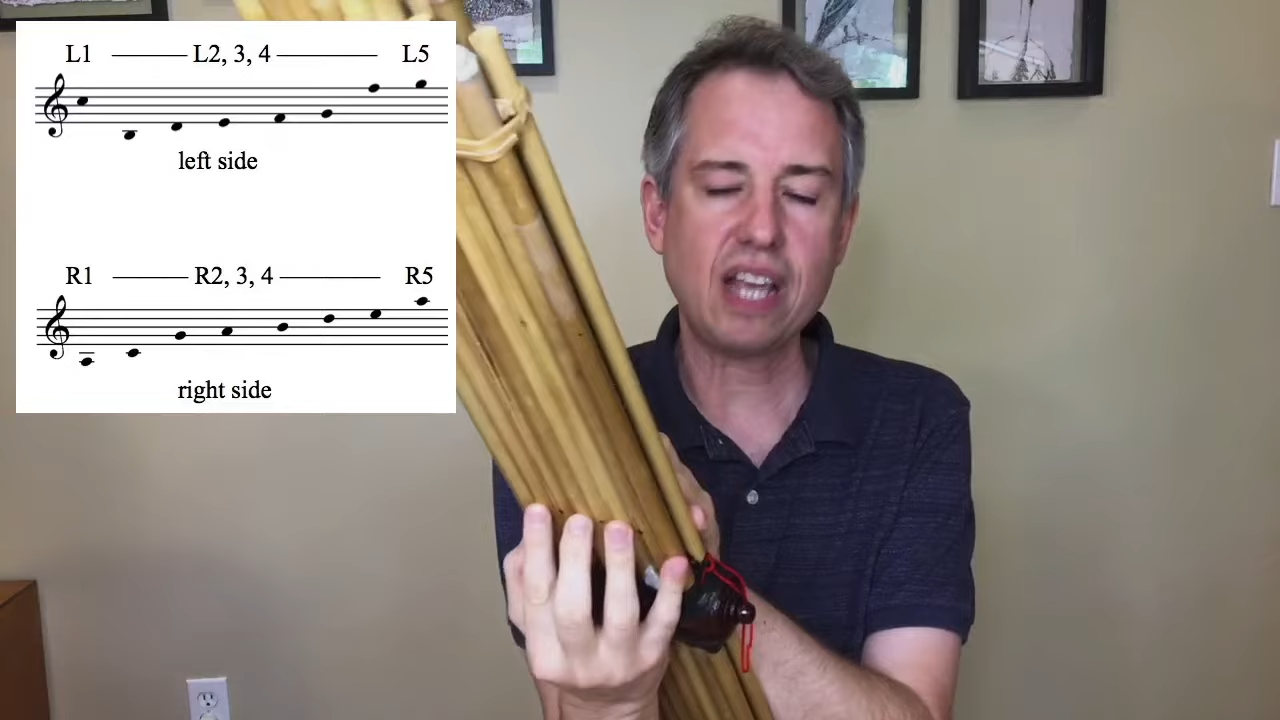 L1 L2, 3, 4 L5
left side
R1 R2, 3, 4 R5
right side